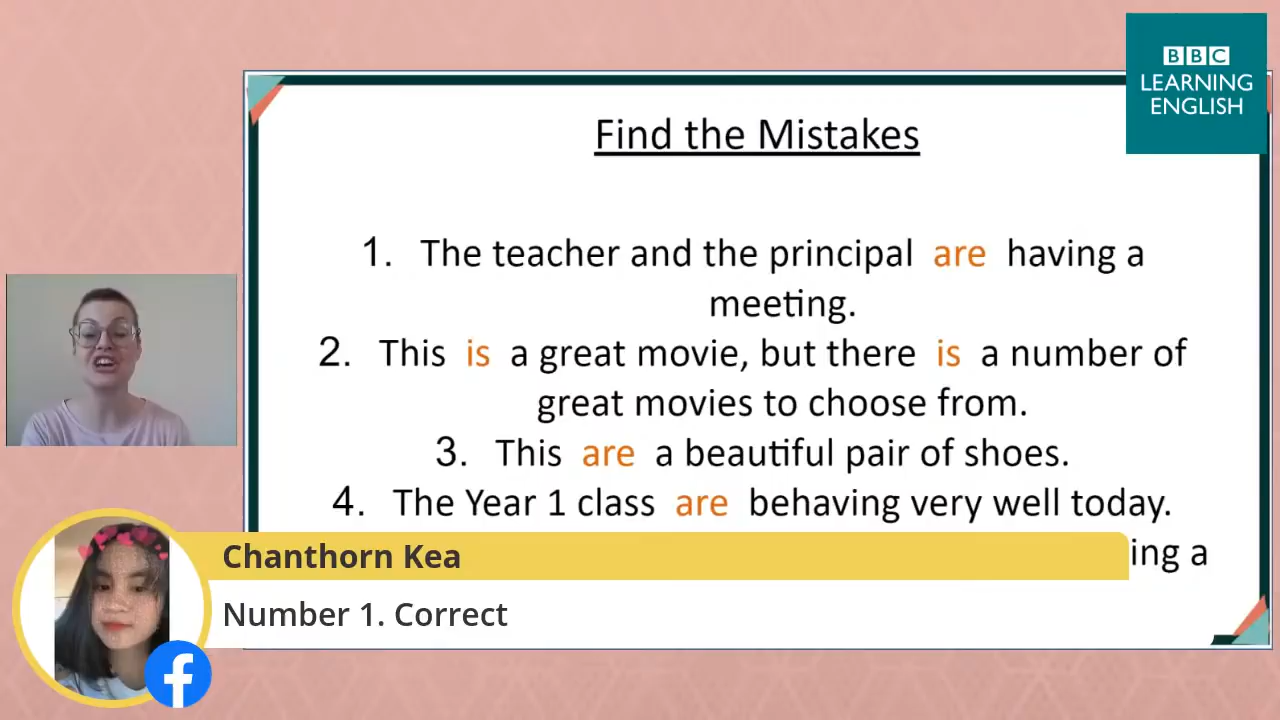 BBC
LEARNING
ENGLISH
Find the Mistakes
1. The teacher and the principal are having a
meeting.
2. This is a great movie, but there is a number of
great movies to choose from.
3. This are a beautiful pair of shoes.
4. The Year 1 class are behaving very well today.
ing a
Chanthorn Kea
Number 1. Correct